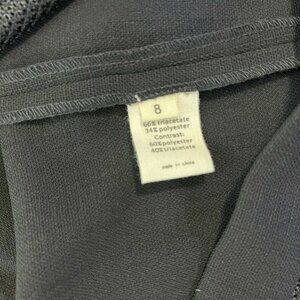 8
66% triacetate
34% polyester
Contrast:
60% polyester
40% triacetate
made in china